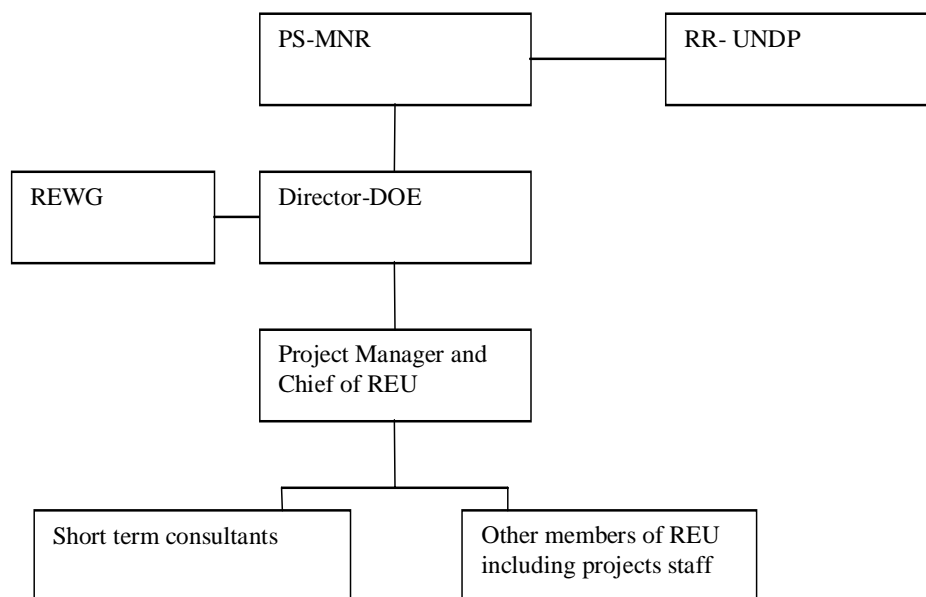 PS-MNR
RR- UNDP
REWG
Director-DOE
Project Manager and
Chief of REU
Short term consultants
Other members of REU
including projects staff